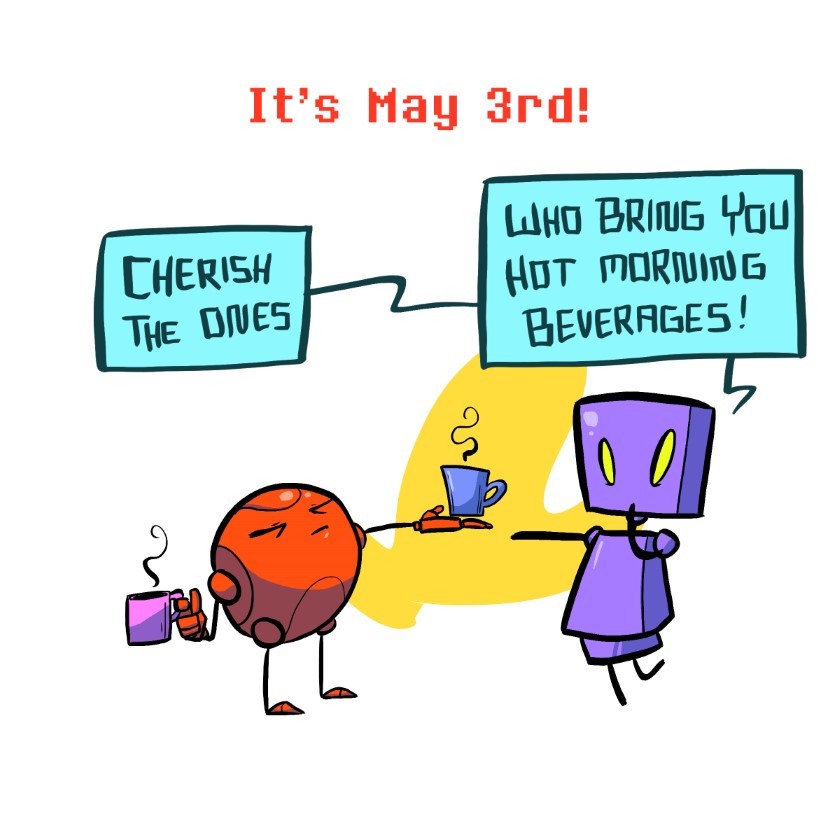 It's May 3rd!
CHERISH
THE ONES
WHO BRING YOU
HOT MORNING
BEVERAGES!